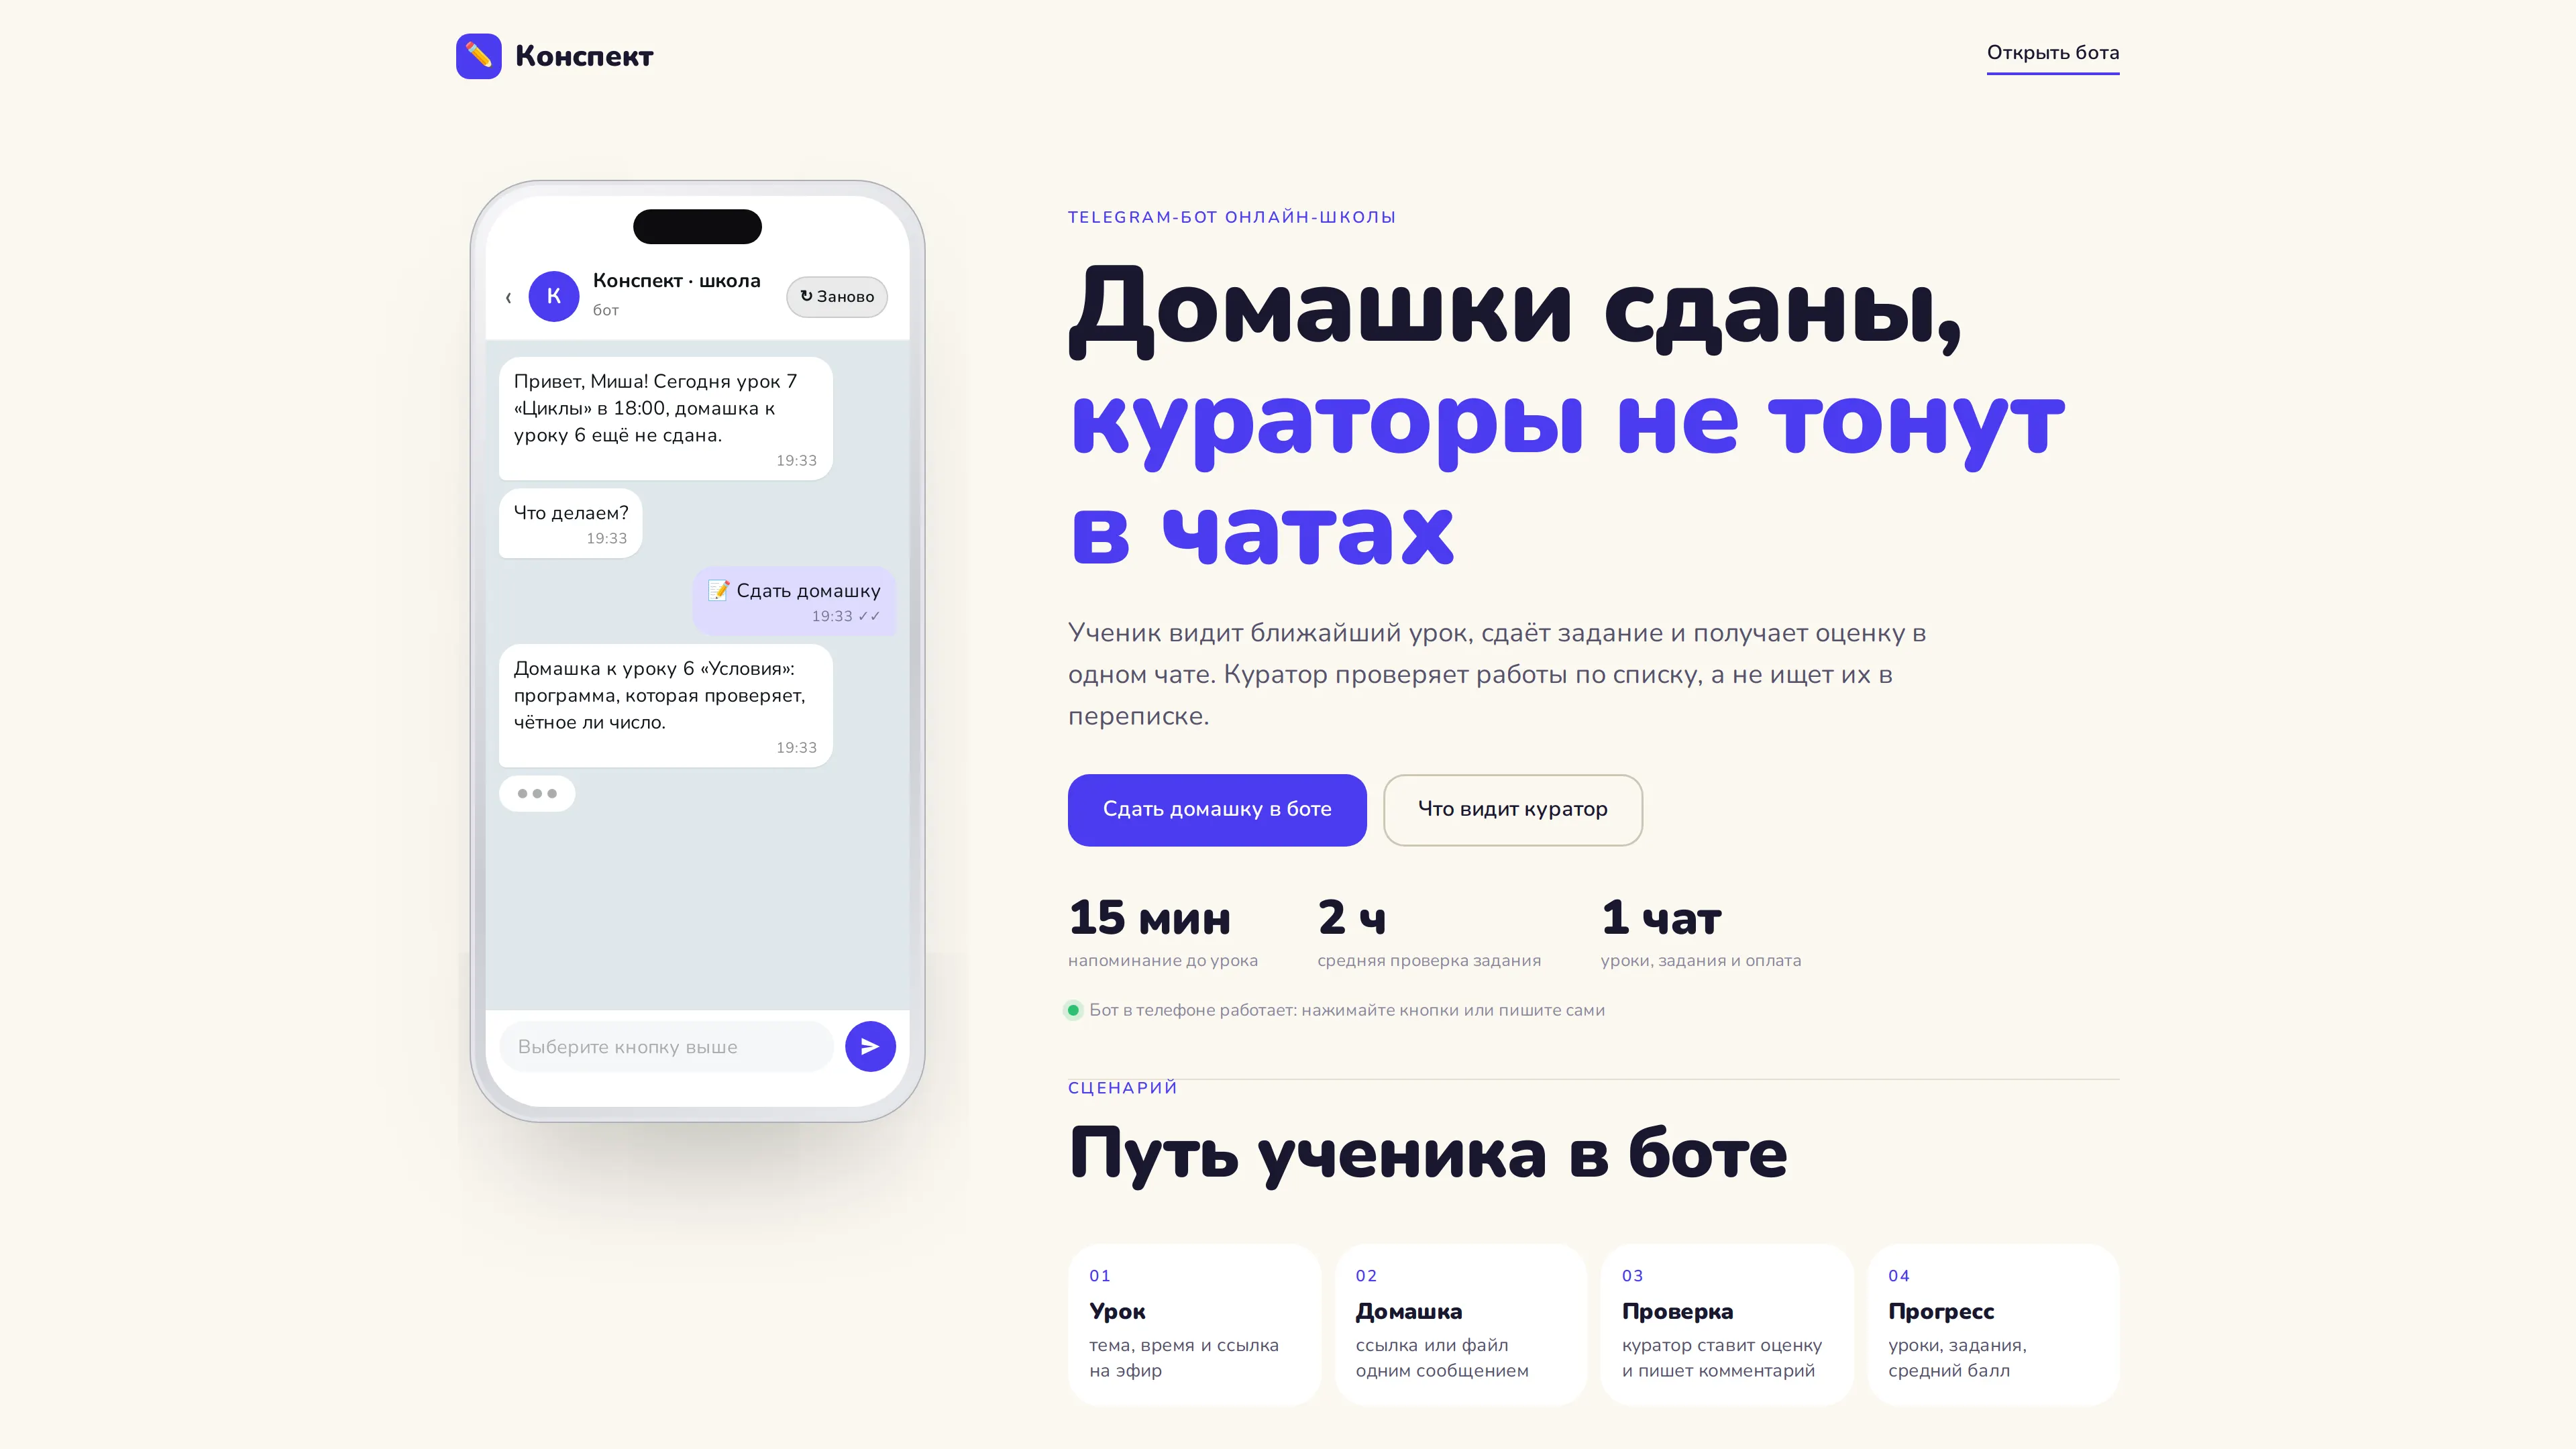 Конспект
Открыть бота
К
Конспект · школа
бот
↻ Заново
Привет, Миша! Сегодня урок 7
«Циклы» в 18:00, домашка к
уроку 6 ещё не сдана.
19:33
Что делаем?
19:33
📝 Сдать домашку
19:33 ✓✓
Домашка к уроку 6 «Условия»:
программа, которая проверяет,
чётное ли число.
19:33
Выберите кнопку выше
TELEGRAM-БОТ ОНЛАЙН-ШКОЛЫ
Домашки сданы,
кураторы не тонут
в чатах
Ученик видит ближайший урок, сдаёт задание и получает оценку в
одном чате. Куратор проверяет работы по списку, а не ищет их в
переписке.
Сдать домашку в боте
Что видит куратор
15 мин
напоминание до урока
2 ч
средняя проверка задания
1 чат
уроки, задания и оплата
Бот в телефоне работает: нажимайте кнопки или пишите сами
СЦЕНАРИЙ
Путь ученика в боте
01
Урок
тема, время и ссылка
на эфир
02
Домашка
ссылка или файл
одним сообщением
03
Проверка
куратор ставит оценку
и пишет комментарий
04
Прогресс
уроки, задания,
средний балл